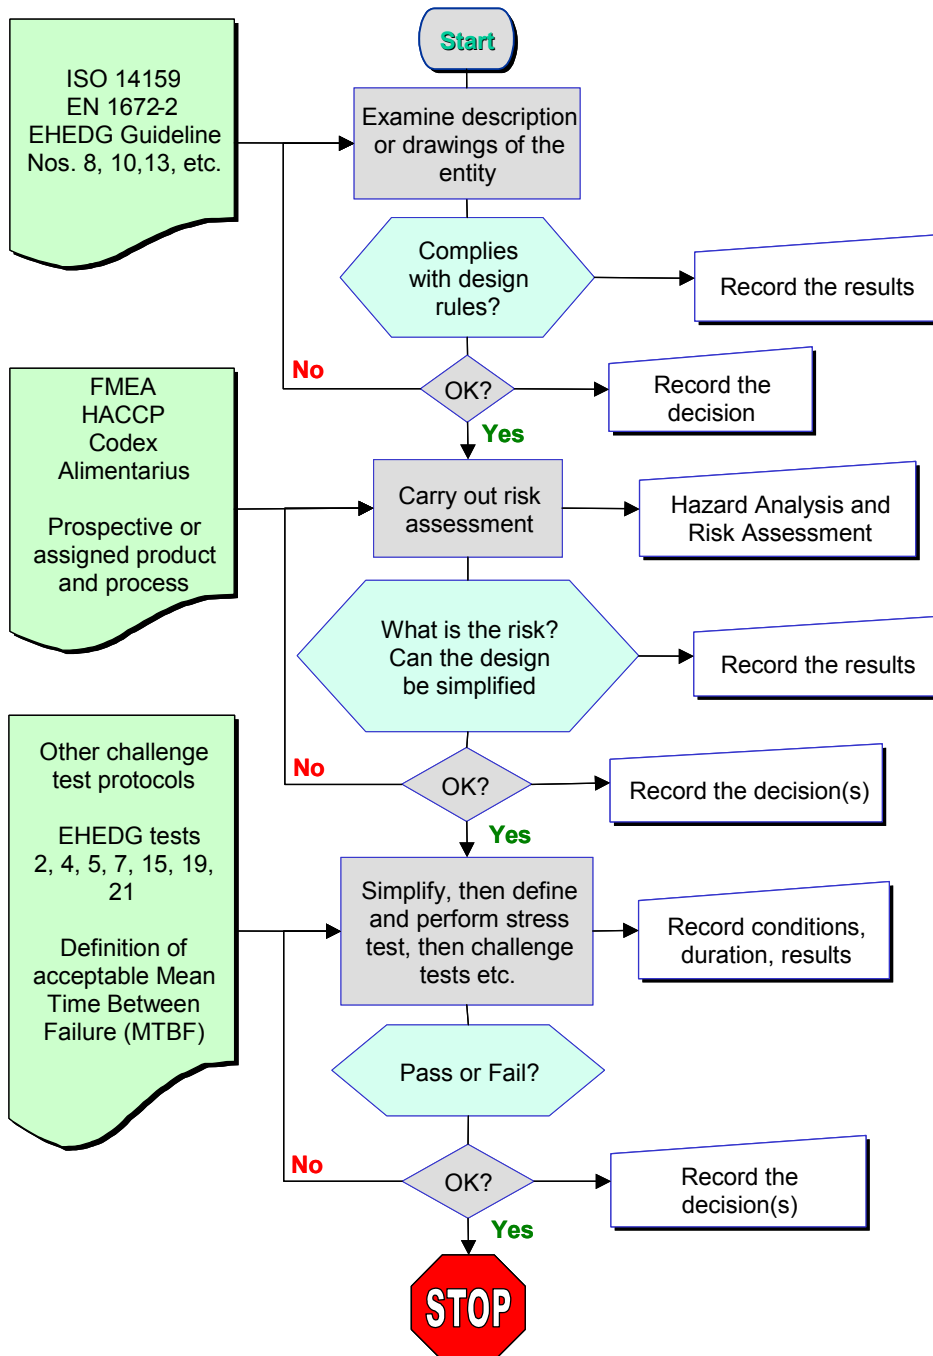 Start
ISO 14159
EN 1672-2
EHEDG Guideline
Nos. 8, 10,13, etc.
Examine description
or drawings of the
entity
Complies
with design
rules?
Record the results
No
OK?
Record the
decision
Yes
FMEA
HACCP
Codex
Alimentarius
Prospective or
assigned product
and process
Carry out risk
assessment
Hazard Analysis and
Risk Assessment
What is the risk?
Can the design
be simplified
Record the results
No
OK?
Record the decision(s)
Yes
Other challenge
test protocols
EHEDG tests
2, 4, 5, 7, 15, 19,
21
Definition of
acceptable Mean
Time Between
Failure (MTBF)
Simplify, then define
and perform stress
test, then challenge
tests etc.
Record conditions,
duration, results
Pass or Fail?
No
OK?
Record the
decision(s)
Yes
STOP